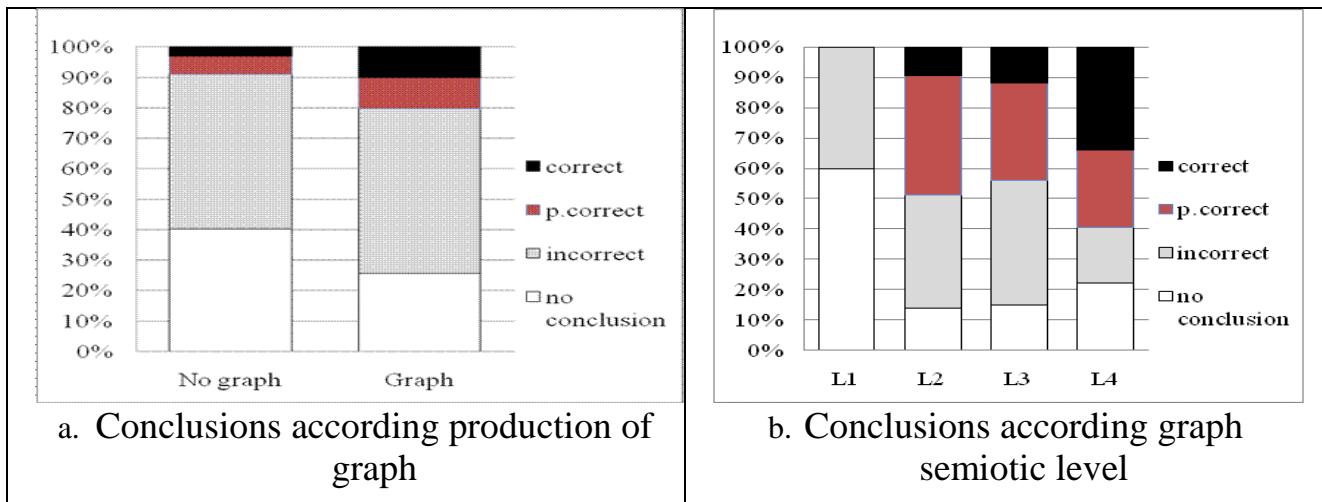 100%
90%
80%
70%
60%
50%
40%
30%
20%
10%
0%
No graph Graph
correct
p.correct
incorrect
no
conclusion
a. Conclusions according production of
graph
100%
90%
80%
70%
60%
50%
40%
30%
20%
10%
0%
L1 L2 L3 L4
correct
p.correct
incorrect
no
conclusion
b. Conclusions according graph
semiotic level